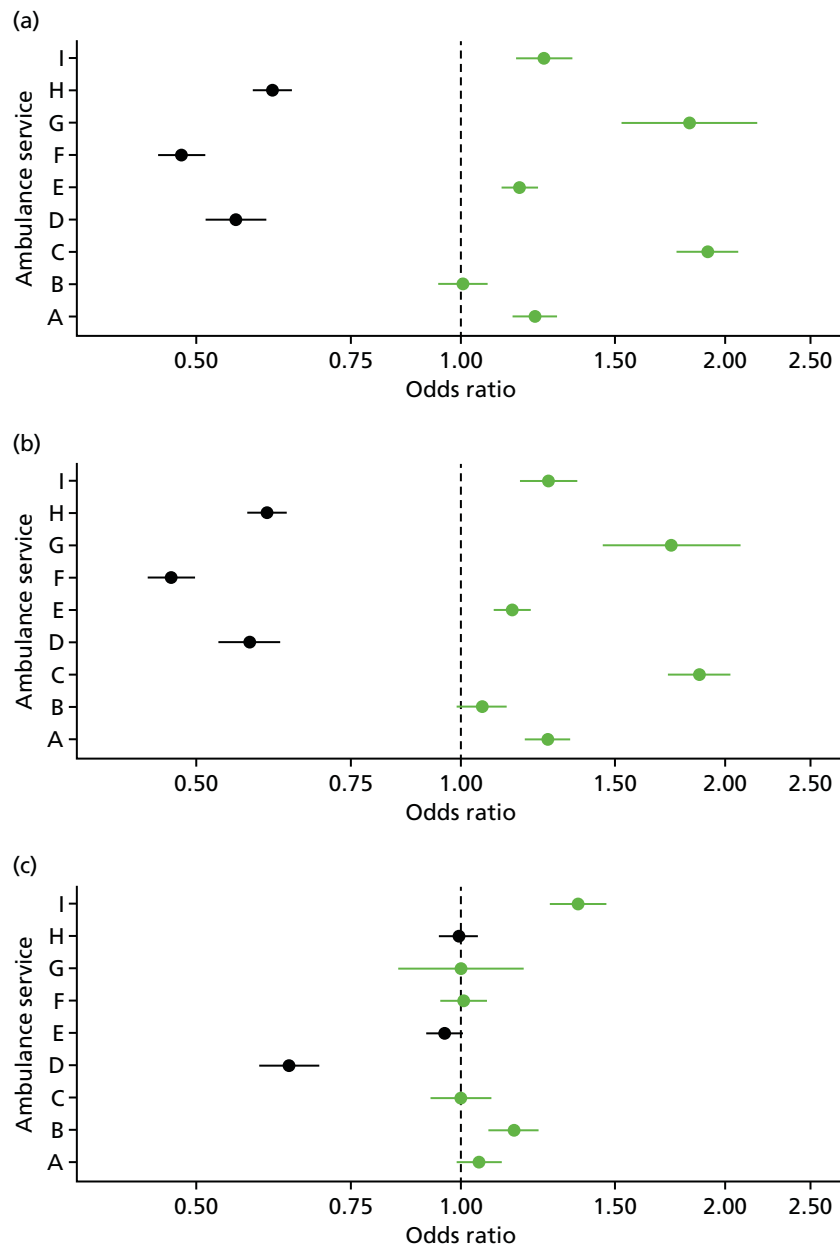 (a)
Ambulance service
I
H
G
F
E
D
C
B
A
0.50 0.75 1.00 1.50 2.00 2.50
Odds ratio
(b)
Ambulance service
I
H
G
F
E
D
C
B
A
0.50 0.75 1.00 1.50 2.00 2.50
Odds ratio
(c)
Ambulance service
I
H
G
F
E
D
C
B
A
0.50 0.75 1.00 1.50 2.00 2.50
Odds ratio